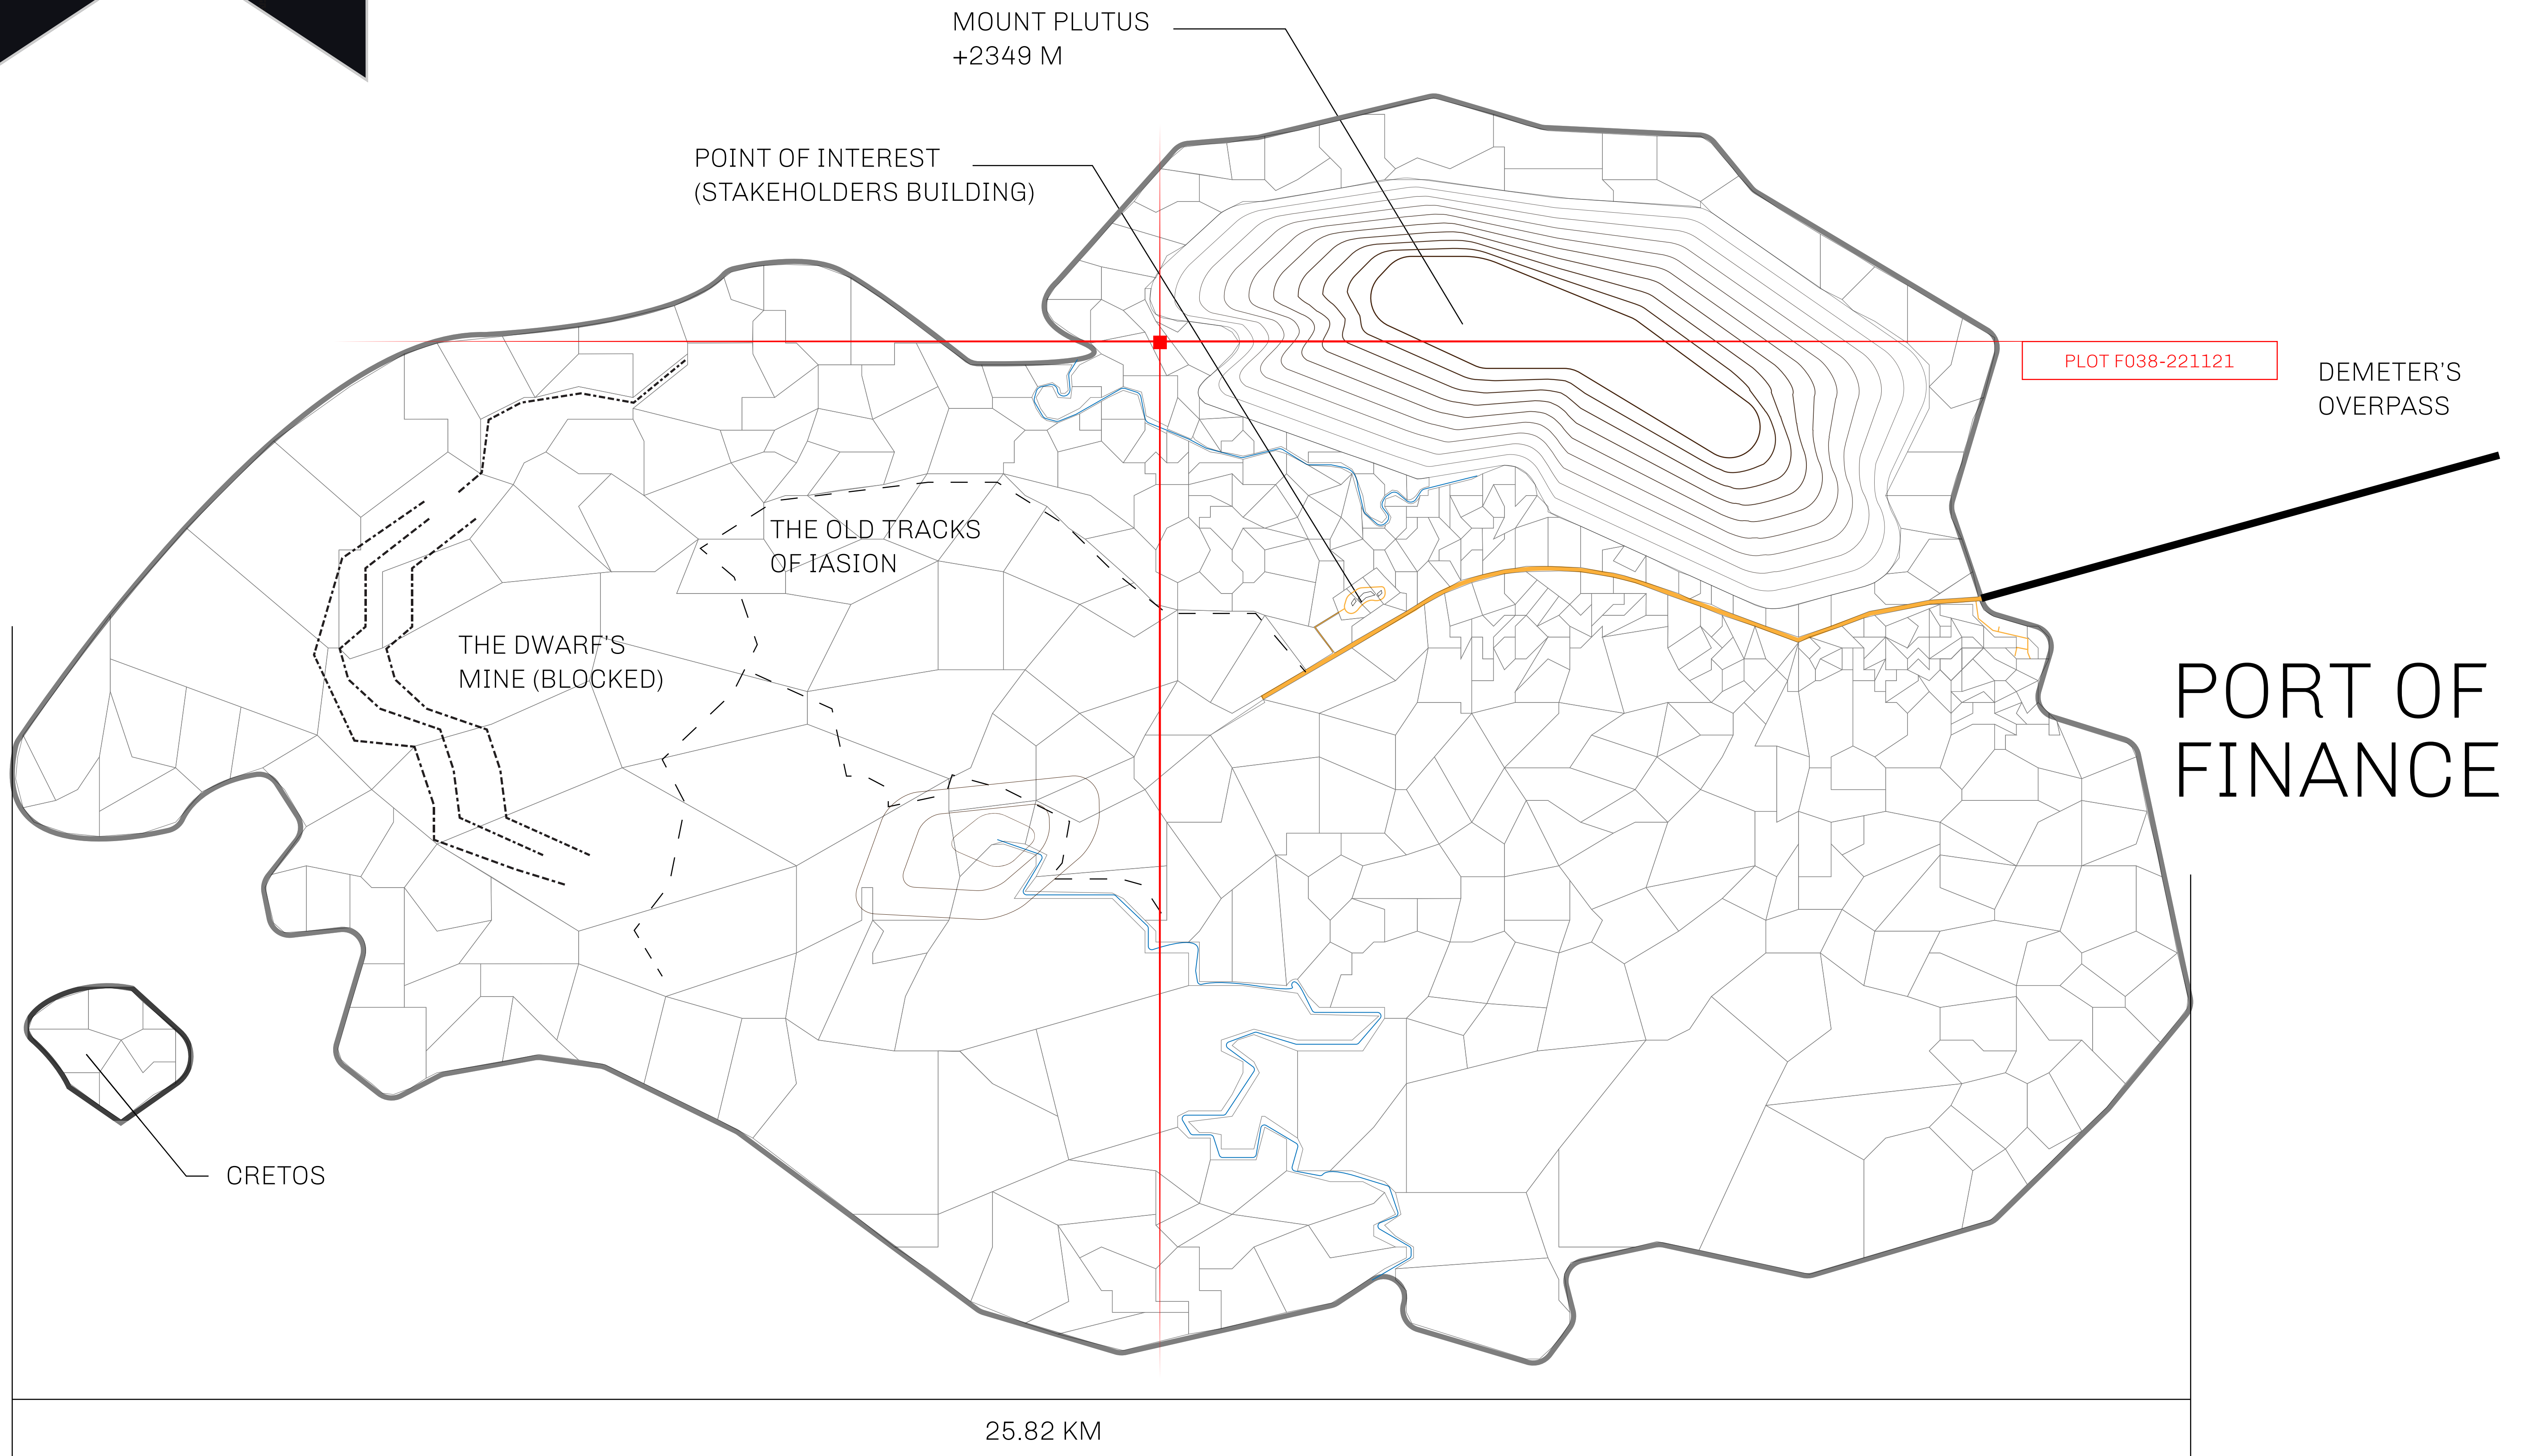 MOUNT PLUTUS
+2349 M
POINT OF INTEREST
(STAKEHOLDERS BUILDING)
PLOT F038-221121
DEMETER'S
OVERPASS
THE OLD TRACKS
OF IASION
THE DWARF'S
MINE (BLOCKED)
PORT OF
FINANCE
CRETOS
25.82 KM